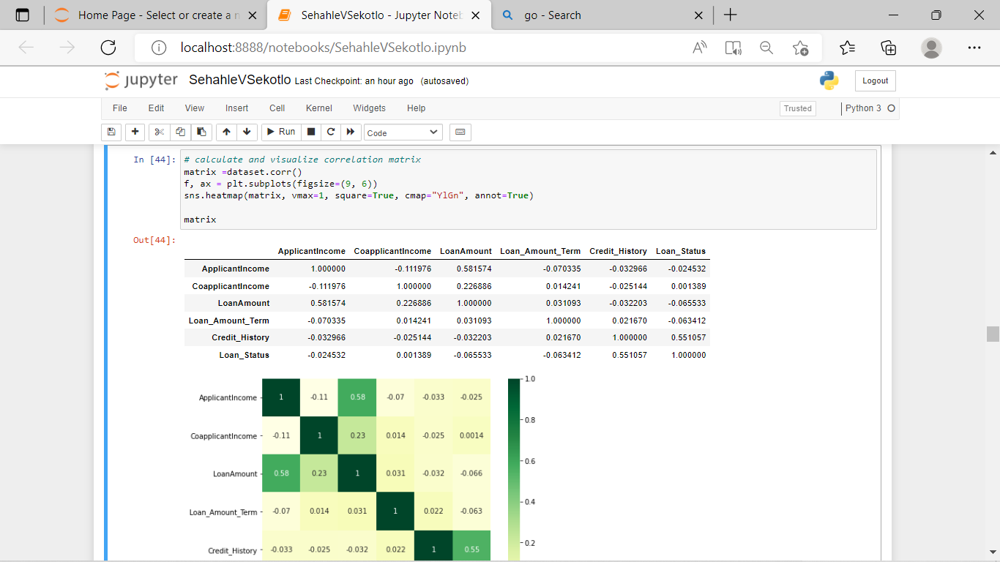 Home Page - Select or create a n
SehahleVSekotlo - Jupyter Noteb
go - Search
localhost:8888/notebooks/SehahleVSekotlo.ipynb
jupyter SehahleVSekotlo Last Checkpoint: an hour ago (autosaved)
Logout
File Edit View Insert Cell Kernel Widgets Help
Trusted
Python 3
Run
Code
In [44]:
# calculate and visualize correlation matrix
matrix =dataset.corr()
f, ax = plt.subplots(figsize=(9, 6))
sns.heatmap(matrix, vmax=1, square=True, cmap="YlGn", annot=True)
matrix
Out[44]:
ApplicantIncome CoapplicantIncome LoanAmount Loan_Amount_Term Credit_History Loan_Status
ApplicantIncome 1.000000 -0.111976 0.581574 -0.070335 -0.032966 -0.024532
CoapplicantIncome -0.111976 1.000000 0.226886 0.014241 -0.025144 0.001389
LoanAmount 0.581574 0.226886 1.000000 0.031093 -0.032203 -0.065533
Loan_Amount_Term -0.070335 0.014241 0.031093 1.000000 0.021670 -0.063412
Credit_History -0.032966 -0.025144 -0.032203 0.021670 1.000000 0.551057
Loan_Status -0.024532 0.001389 -0.065533 -0.063412 0.551057 1.000000
1.0
ApplicantIncome 1 -0.11 0.58 -0.07 -0.033 -0.025
0.8
CoapplicantIncome -0.11 1 0.23 0.014 -0.025 0.0014
0.6
LoanAmount 0.58 0.23 1 0.031 -0.032 -0.066
0.4
Loan_Amount_Term -0.07 0.014 0.031 1 0.022 -0.063
0.2
Credit_History -0.033 -0.025 -0.032 0.022 1 0.55